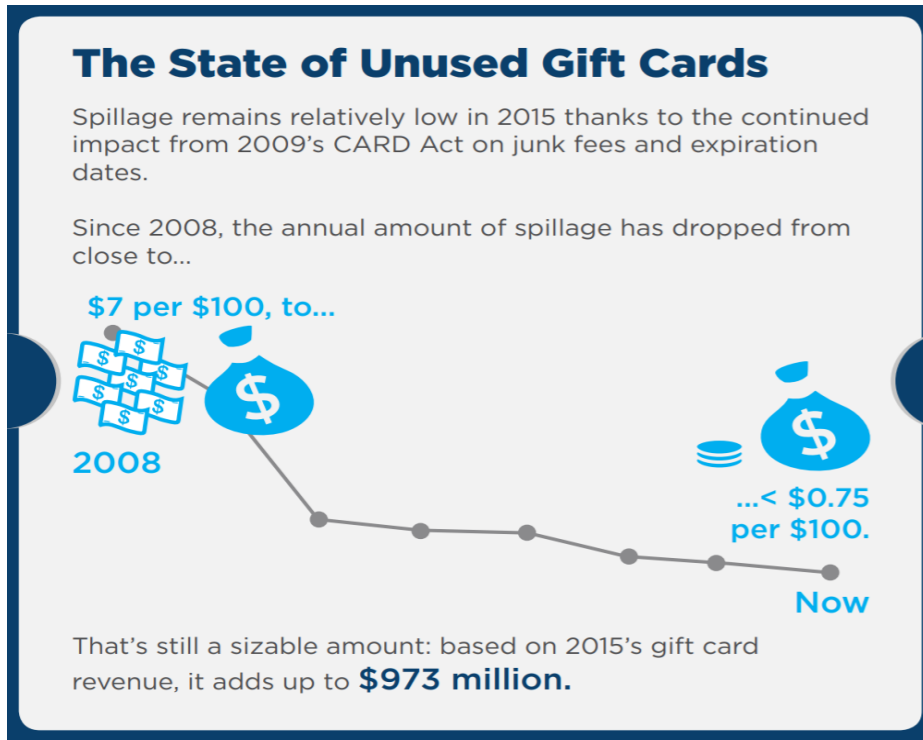 The State of Unused Gift Cards
Spillage remains relatively low in 2015 thanks to the continued
impact from 2009's CARD Act on junk fees and expiration
dates.
Since 2008, the annual amount of spillage has dropped from
close to...
$7 per $100, to...
$ $ $ $ $ $ $
$
2008
$
...< $0.75
per $100.
Now
That's still a sizable amount: based on 2015's gift card
revenue, it adds up to $973 million.